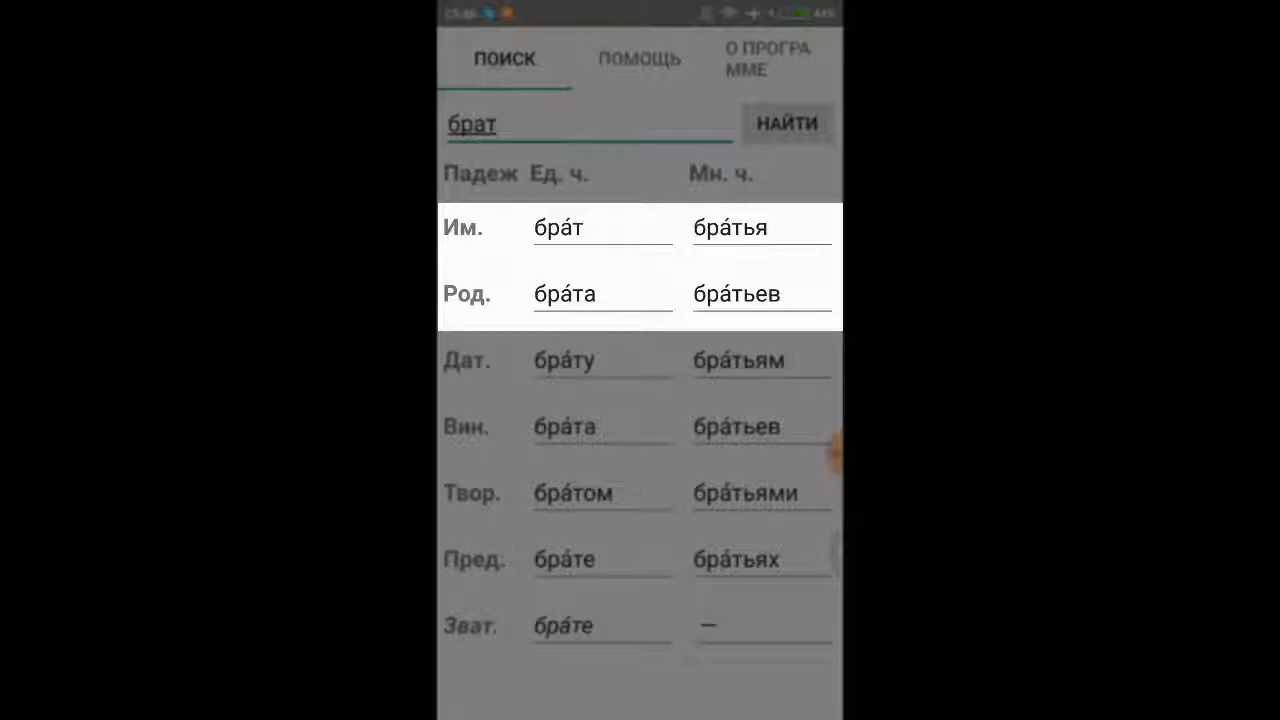 ПОИСК ПОМОЩЬ О ПРОГРА
ММЕ
брат НАЙТИ
Падеж Ед. ч. Мн. ч.
Им. бра́т бра́тья
Род. бра́та бра́тьев
Дат. бра́ту бра́тьям
Вин. бра́та бра́тьев
Твор. бра́том бра́тьями
Пред. бра́те бра́тьях
Зват. бра́те –